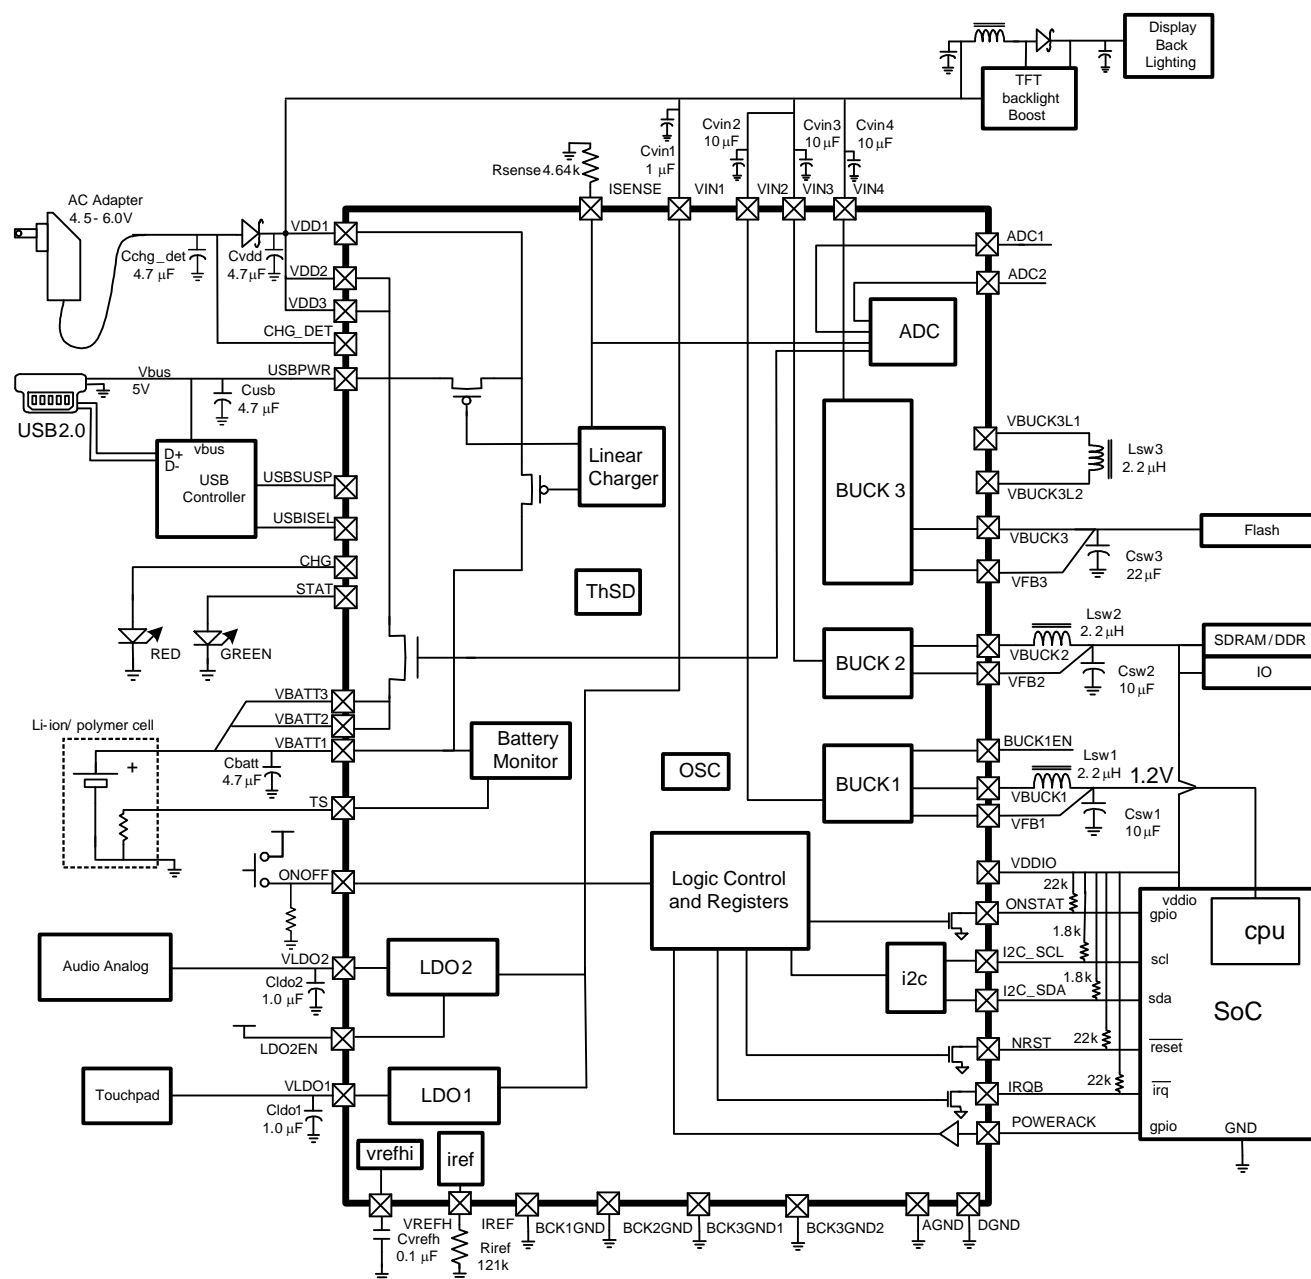 Display
Back
Lighting
TFT
backlight
Boost
Cvin1
1 µF
Cvin2
10 µF
Cvin3
10 µF
Cvin4
10 µF
Rsense4.64k
ISENSE
VIN1
VIN2
VIN3
VIN4
AC Adapter
4.5-6.0V
Cchg_det
4.7 µF
Cvdd
4.7 µF
VDD1
VDD2
VDD3
CHG_DET
ADC1
ADC2
ADC
Vbus
5V
USBPWR
Cusb
4.7 µF
USB2.0
vbus
D+
D-
USB
Controller
USBSUSP
USBISEL
Linear
Charger
BUCK 3
VBUCK3L1
Lsw3
2.2 µH
VBUCK3L2
VBUCK3
Flash
Csw3
22 µF
VFB3
CHG
STAT
RED
GREEN
ThSD
BUCK 2
Lsw2
2.2 µH
VBUCK2
VFB2
Csw2
10 µF
SDRAM/DDR
IO
VBATT3
VBATT2
VBATT1
Li-ion/ polymer cell
+
Cbatt
4.7 µF
TS
Battery
Monitor
OSC
BUCK1
BUCK1EN
Lsw1
2.2 µH
1.2V
VBUCK1
VFB1
Csw1
10 µF
ONOFF
Logic Control
and Registers
VDDIO
22k
ONSTAT
vddio
gpio
cpu
1.8k
I2C_SCL
scl
i2c
1.8k
I2C_SDA
sda
SoC
Audio Analog
VLDO2
Cldo2
1.0 µF
LDO2
LDO2EN
NRST
22k
reset
Touchpad
VLDO1
Cldo1
1.0 µF
LDO1
IRQB
22k
irq
POWERACK
gpio
GND
vrefhi
iref
VREFH
Cvrefh
0.1 µF
IREF
Riref
121k
BCK1GND
BCK2GND
BCK3GND1
BCK3GND2
AGND
DGND